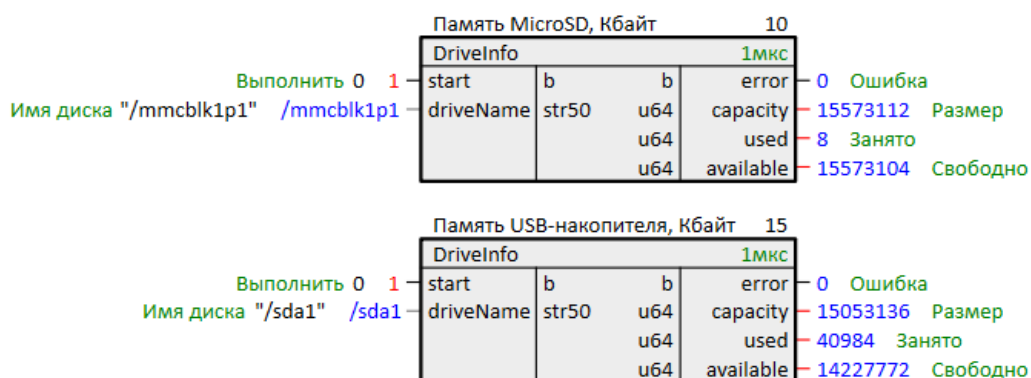 Память MicroSD, Кбайт 10
DriveInfo 1мкс
Выполнить 0 1 start b b error 0 Ошибка
Имя диска "/mmcblk1p1" /mmcblk1p1 driveName str50 u64 capacity 15573112 Размер
u64 used 8 Занято
u64 available 15573104 Свободно
Память USB-накопителя, Кбайт 15
DriveInfo 1мкс
Выполнить 0 1 start b b error 0 Ошибка
Имя диска "/sda1" /sda1 driveName str50 u64 capacity 15053136 Размер
u64 used 40984 Занято
u64 available 14227772 Свободно